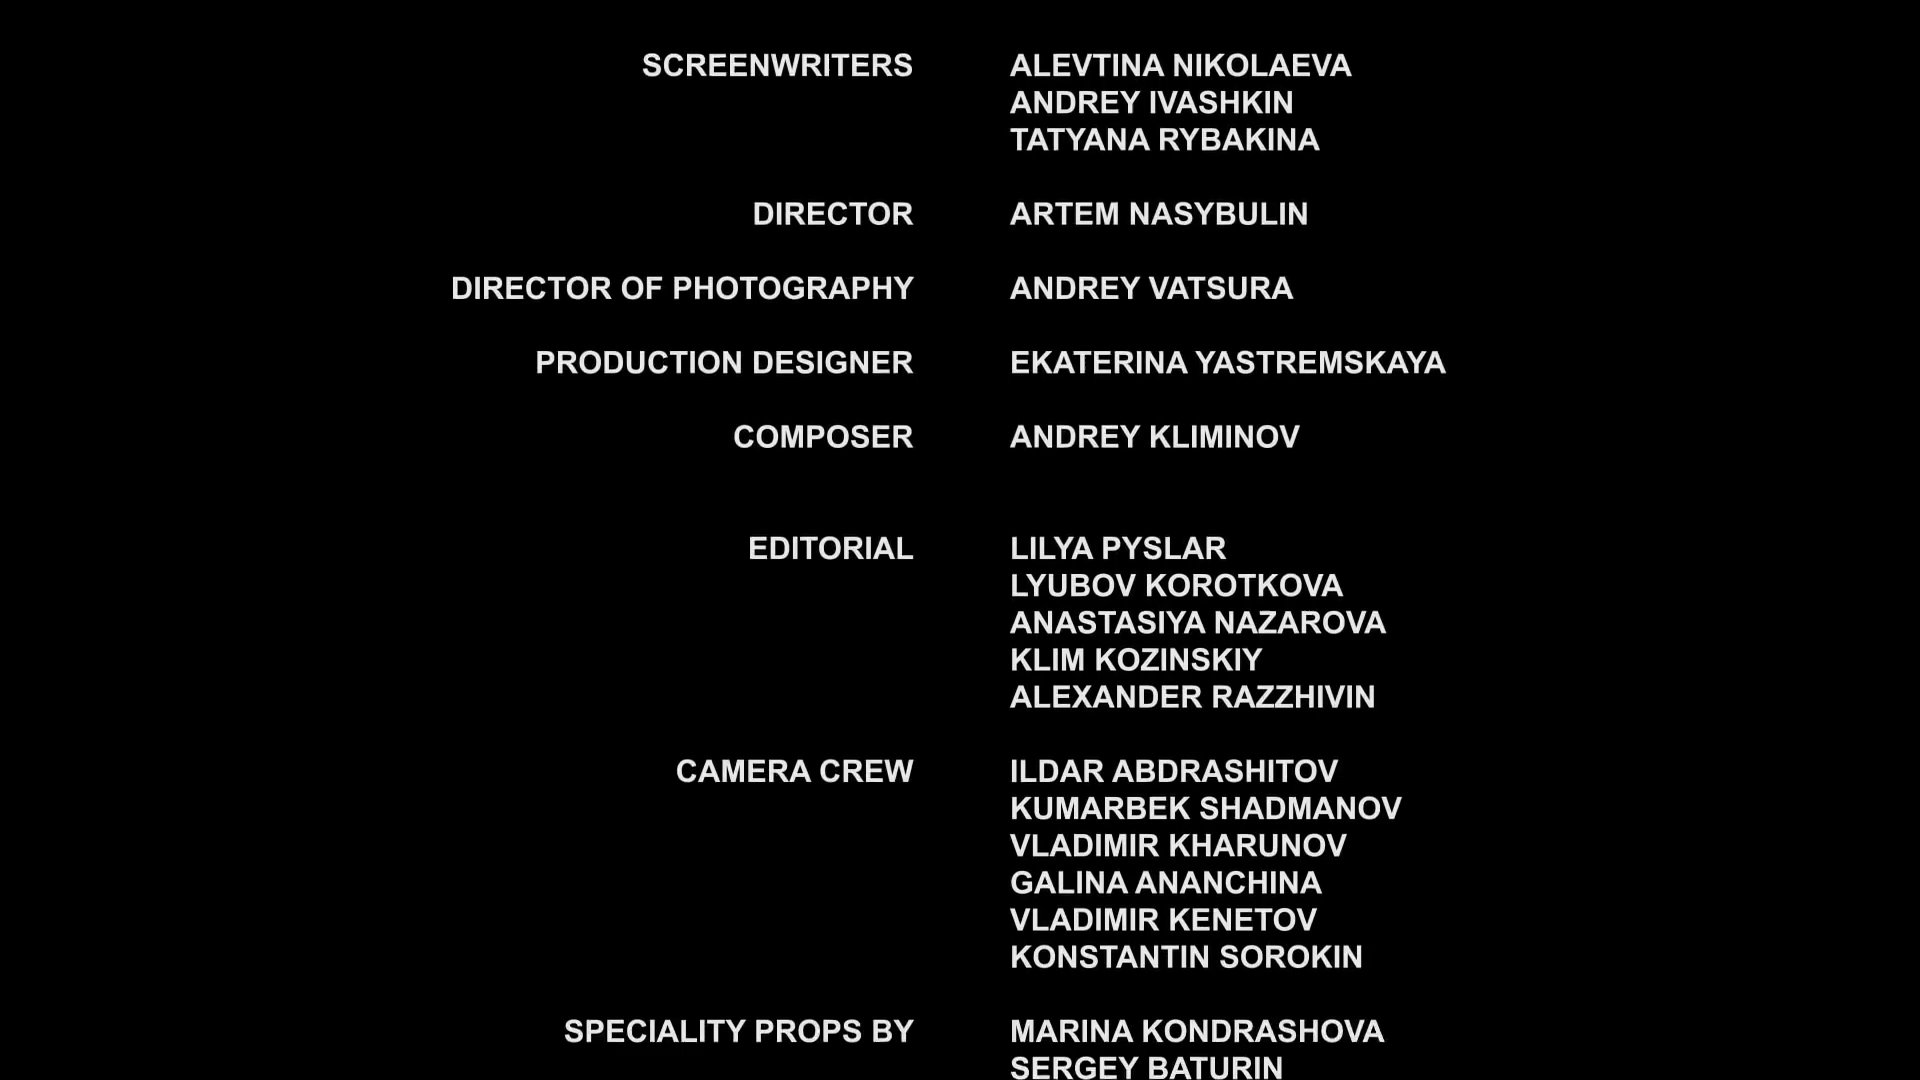 SCREENWRITERS ALEVTINA NIKOLAEVA
ANDREY IVASHKIN
TATYANA RYBAKINA
DIRECTOR ARTEM NASYBULIN
DIRECTOR OF PHOTOGRAPHY ANDREY VATSURA
PRODUCTION DESIGNER EKATERINA YASTREMSKAYA
COMPOSER ANDREY KLIMINOV
EDITORIAL LILYA PYSLAR
LYUBOV KOROTKOVA
ANASTASIYA NAZAROVA
KLIM KOZINSKIY
ALEXANDER RAZZHIVIN
CAMERA CREW ILDAR ABDRASHITOV
KUMARBEK SHADMANOV
VLADIMIR KHARUNOV
GALINA ANANCHINA
VLADIMIR KENETOV
KONSTANTIN SOROKIN
SPECIALITY PROPS BY MARINA KONDRASHOVA
SERGEY BATURIN